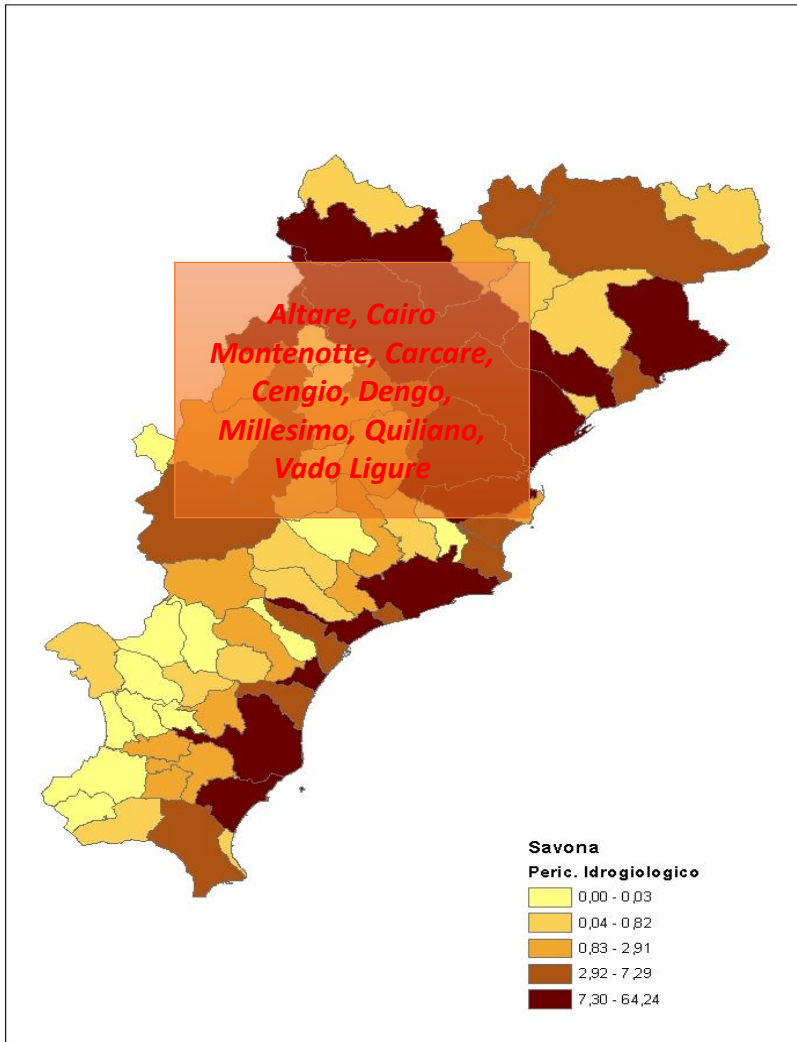 Altare, Cairo
Montenotte, Carcare,
Cengio, Dengo,
Millesimo, Quiliano,
Vado Ligure
Savona
Peric. Idrogiologico
0,00 - 0,03
0,04 - 0,82
0,83 - 2,91
2,92 - 7,29
7,30 - 64,24